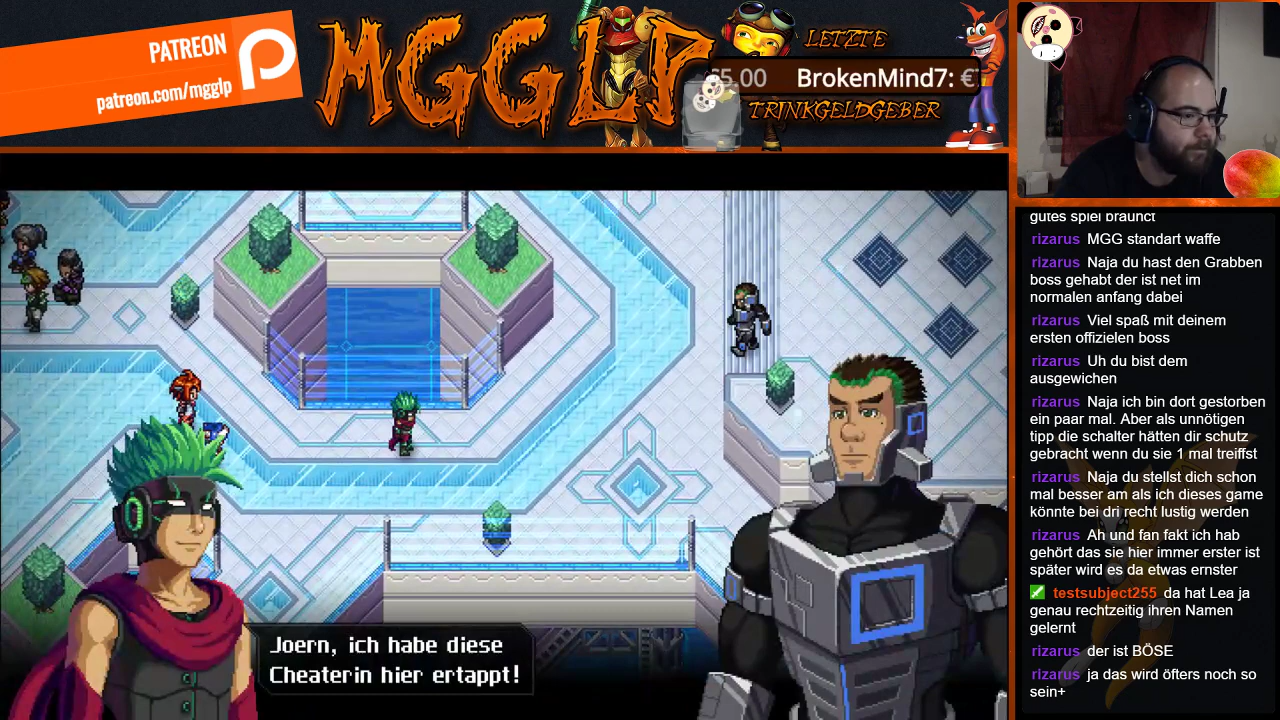 PATREON
patreon.com/mgglp
MGGLP
LETZTE
5.00 BrokenMind7: €
TRINKGELDGEBER
gutes spiel braunct
rizarus MGG standart waffe
rizarus Naja du hast den Grabben
boss gehabt der ist net im
normalen anfang dabei
rizarus Viel spaß mit deinem
ersten offizielen boss
rizarus Uh du bist dem
ausgewichen
rizarus Naja ich bin dort gestorben
ein paar mal. Aber als unnötigen
tipp die schalter hätten dir schutz
gebracht wenn du sie 1 mal treiffst
rizarus Naja du stellst dich schon
mal besser am als ich dieses game
könnte bei dri recht lustig werden
rizarus Ah und fan fakt ich hab
gehört das sie hier immer erster ist
später wird es da etwas ernster
testsubject255 da hat Lea ja
genau rechtzeitig ihren Namen
gelernt
rizarus der ist BÖSE
rizarus ja das wird öfters noch so
sein+
Joern, ich habe diese
Cheaterin hier ertappt!